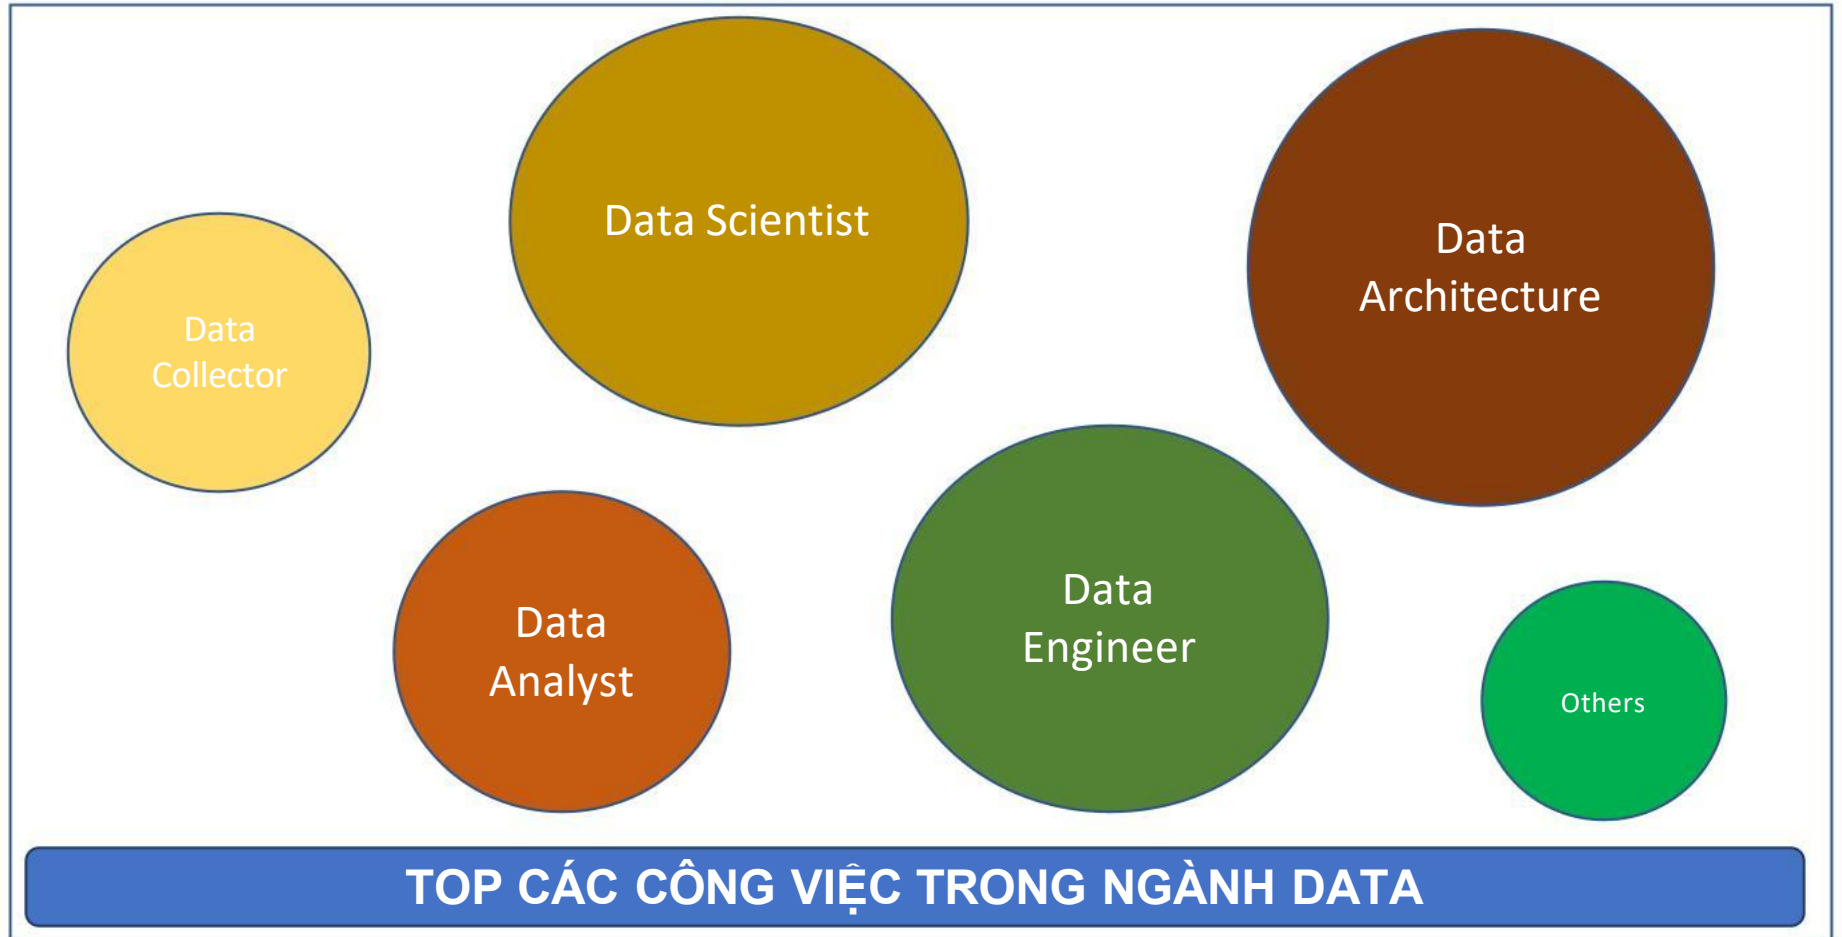 Data Scientist
Data
Architecture
Data
Collector
Data
Analyst
Data
Engineer
Others
TOP CÁC CÔNG VIỆC TRONG NGÀNH DATA